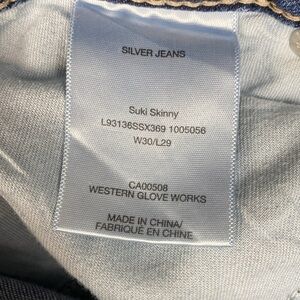 SILVER JEANS
Suki Skinny
L93136SSX369 1005056
W30/L29
CA00508
WESTERN GLOVE WORKS
MADE IN CHINA/
FABRIQUÉ EN CHINE